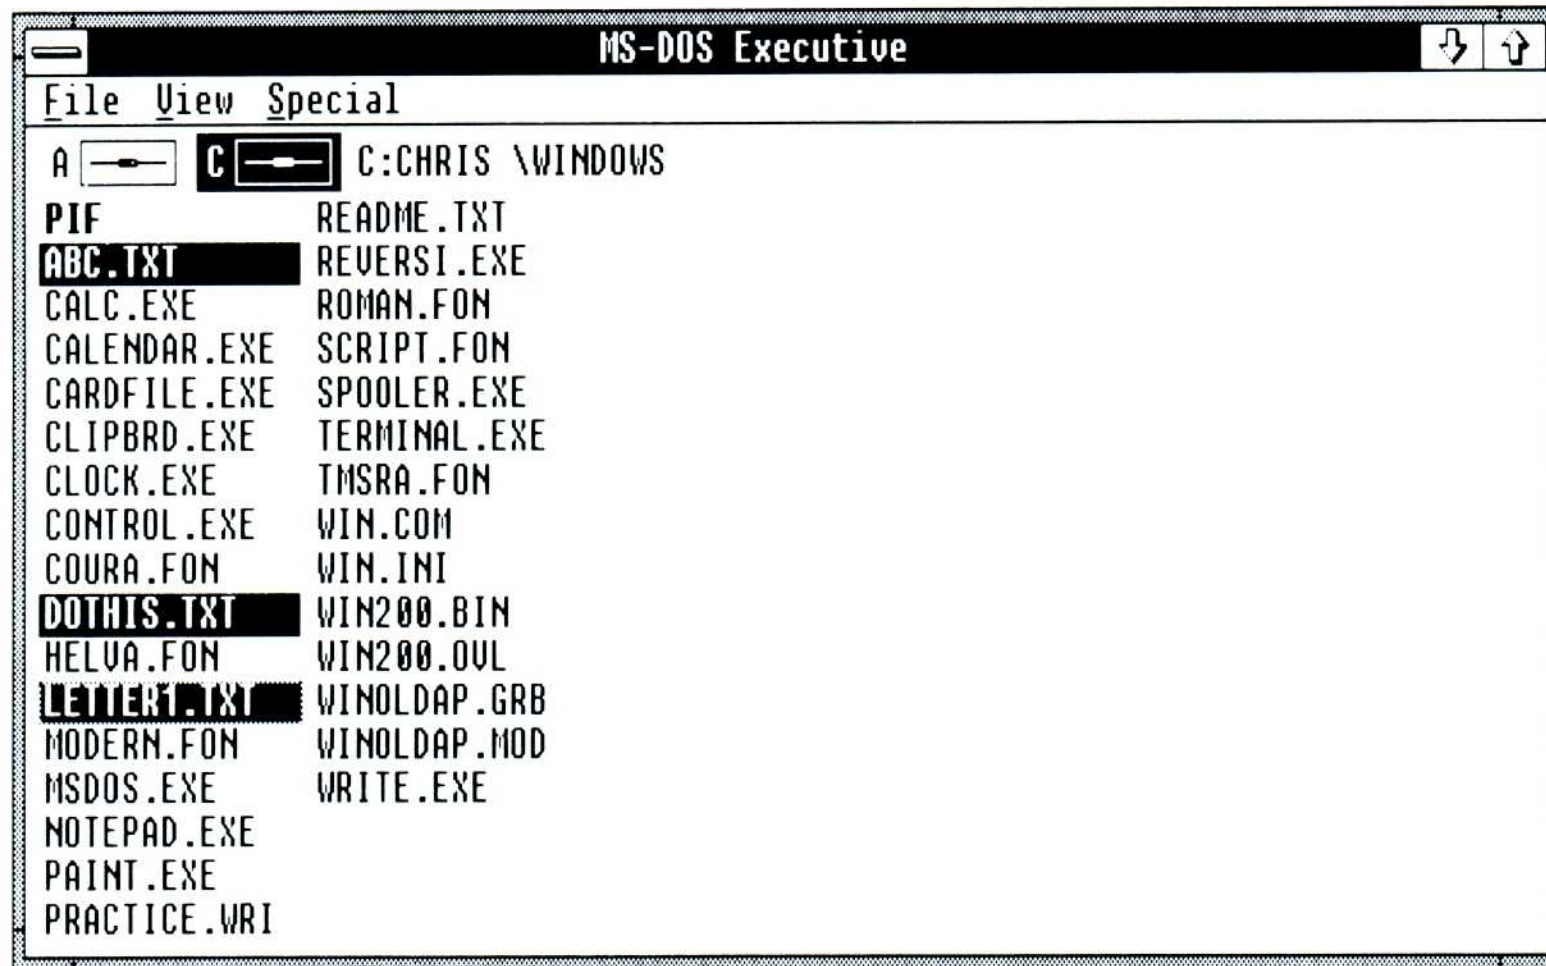 MS-DOS Executive
File View Special
A C C:CHRIS \WINDOWS
PIF
ABC.TXT
CALC.EXE
CALENDAR.EXE
CARDFILE.EXE
CLIPBRD.EXE
CLOCK.EXE
CONTROL.EXE
COURA.FON
DOTHIS.TXT
HELVA.FON
LETTER1.TXT
MODERN.FON
MSDOS.EXE
NOTEPAD.EXE
PAINT.EXE
PRACTICE.WRI
README.TXT
REVERSI.EXE
ROMAN.FON
SCRIPT.FON
SPOOLER.EXE
TERMINAL.EXE
TMSRA.FON
WIN.COM
WIN.INI
WIN200.BIN
WIN200.OVL
WINOLDAP.GRB
WINOLDAP.MOD
WRITE.EXE